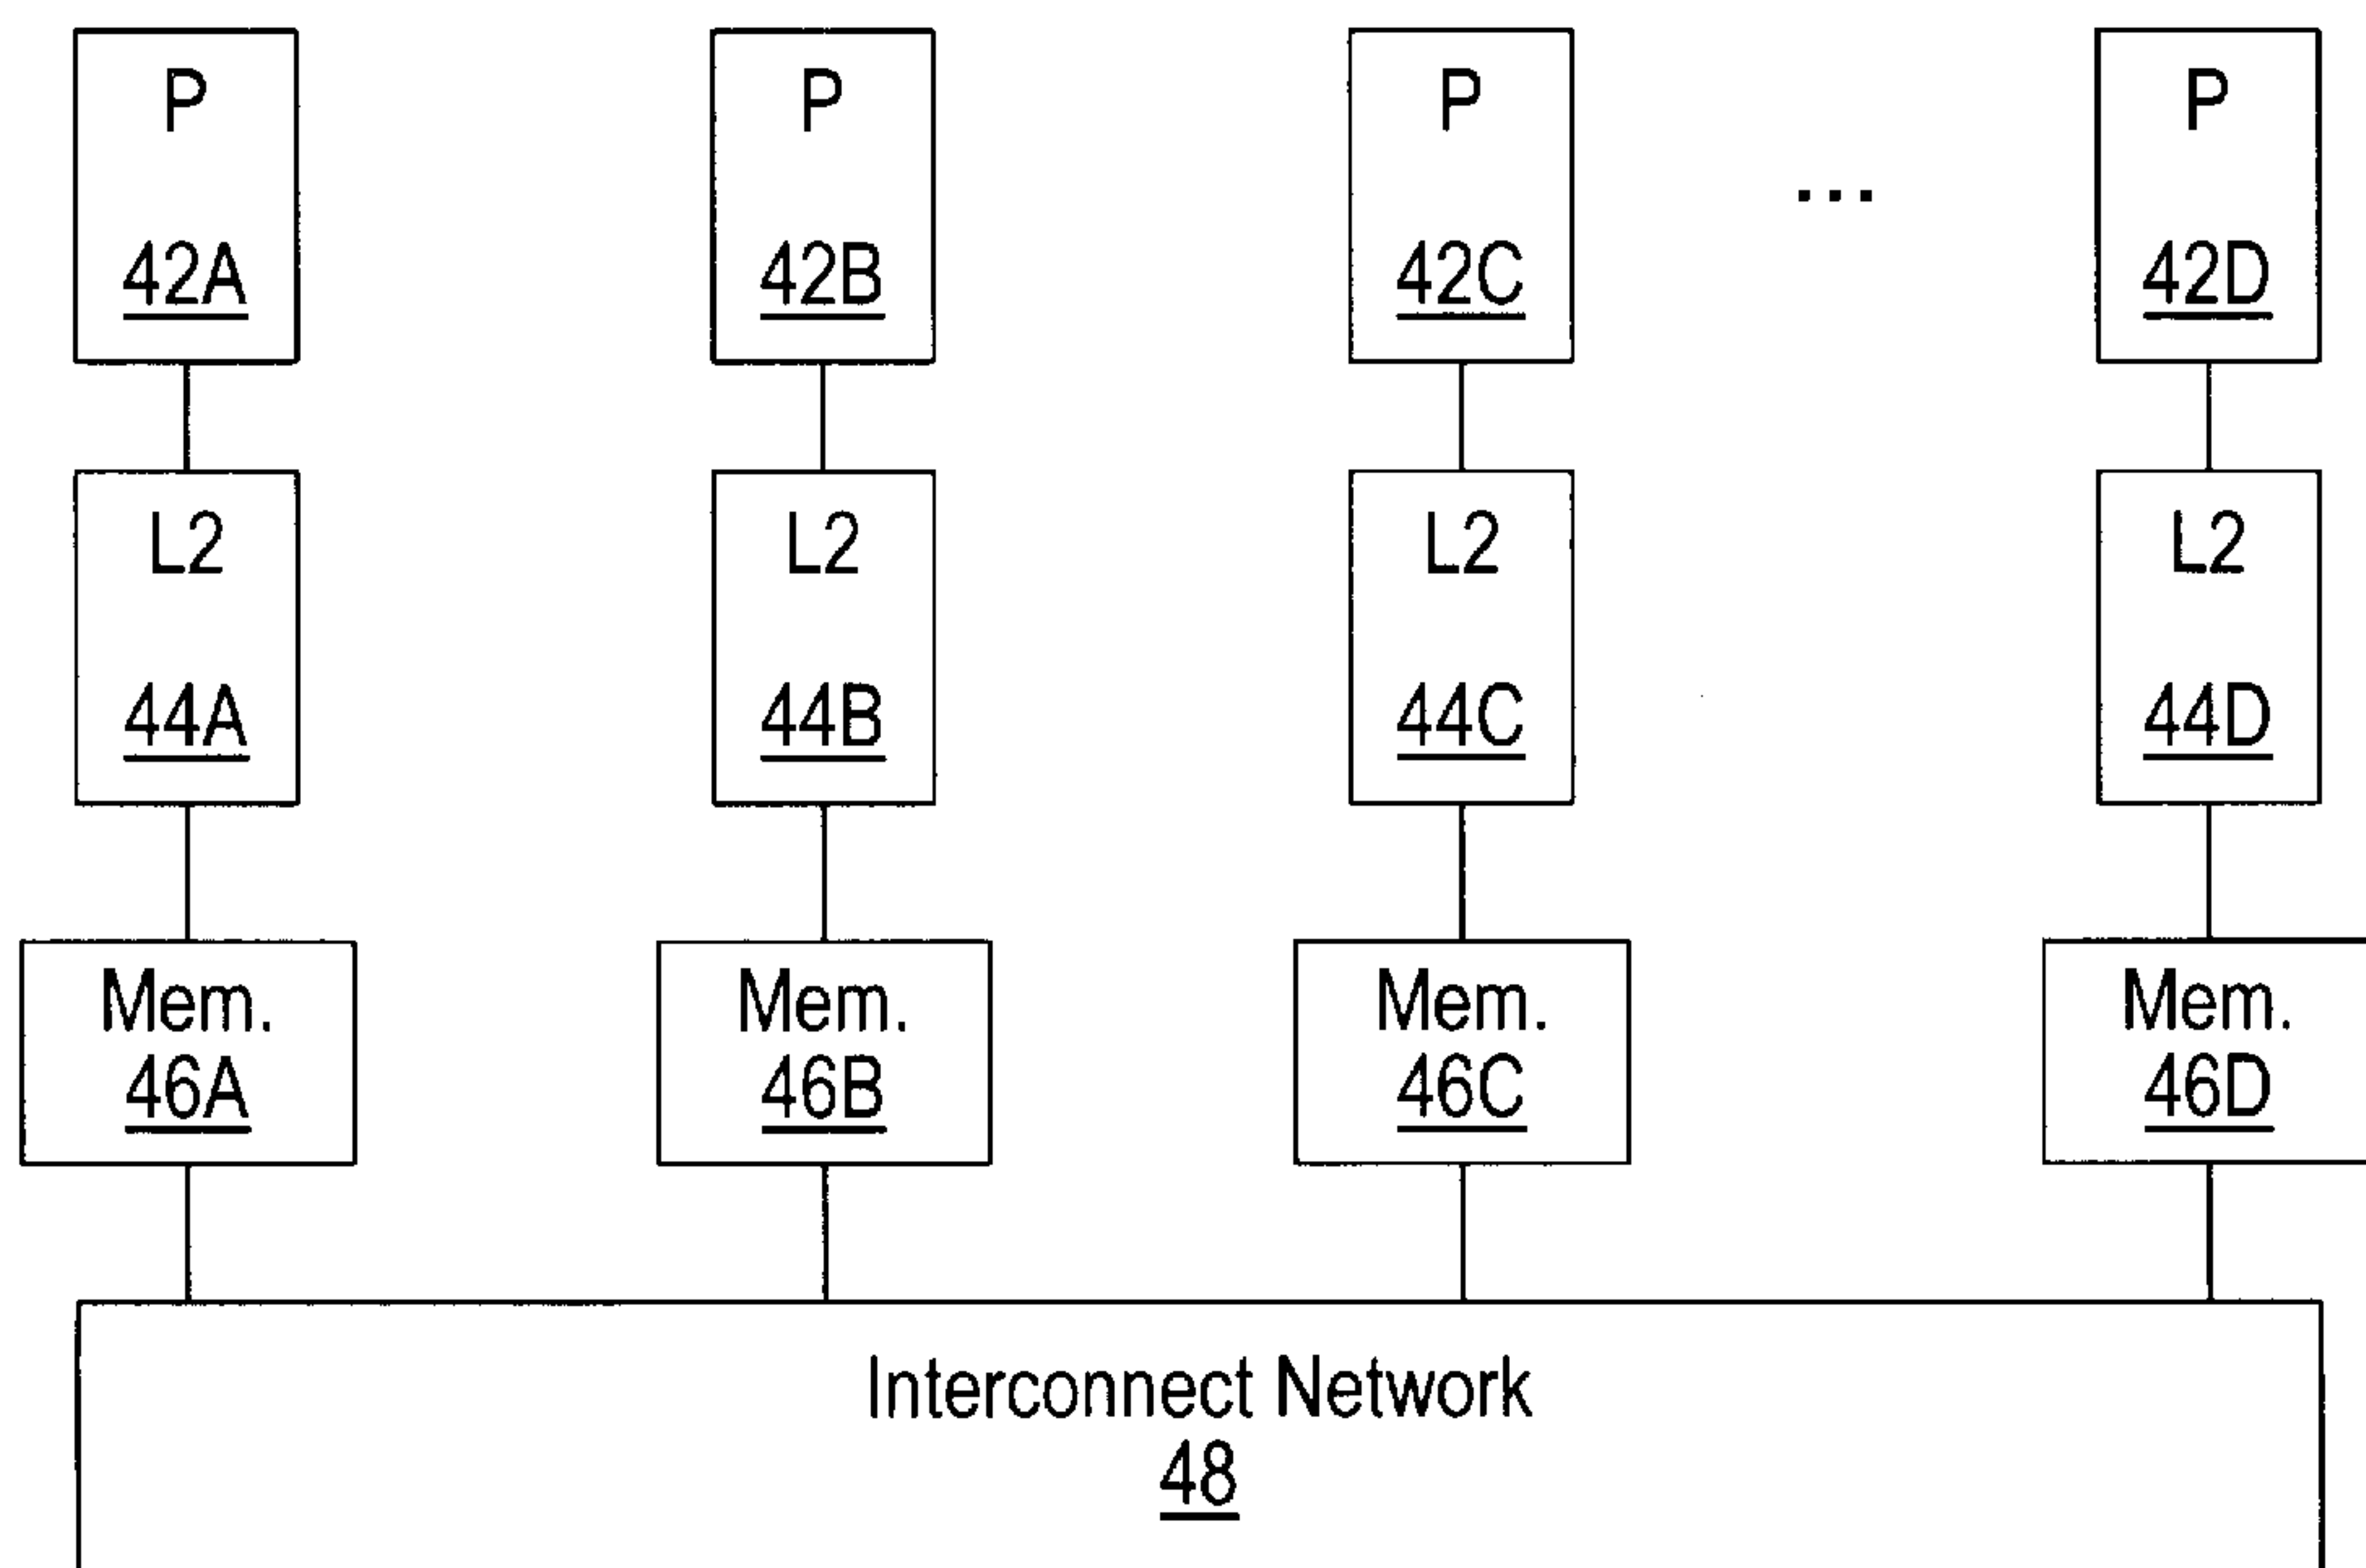 P P P P
42A 42B 42C ... 42D
L2 L2 L2 L2
44A 44B 44C 44D
Mem. Mem. Mem. Mem.
46A 46B 46C 46D
Interconnect Network
48